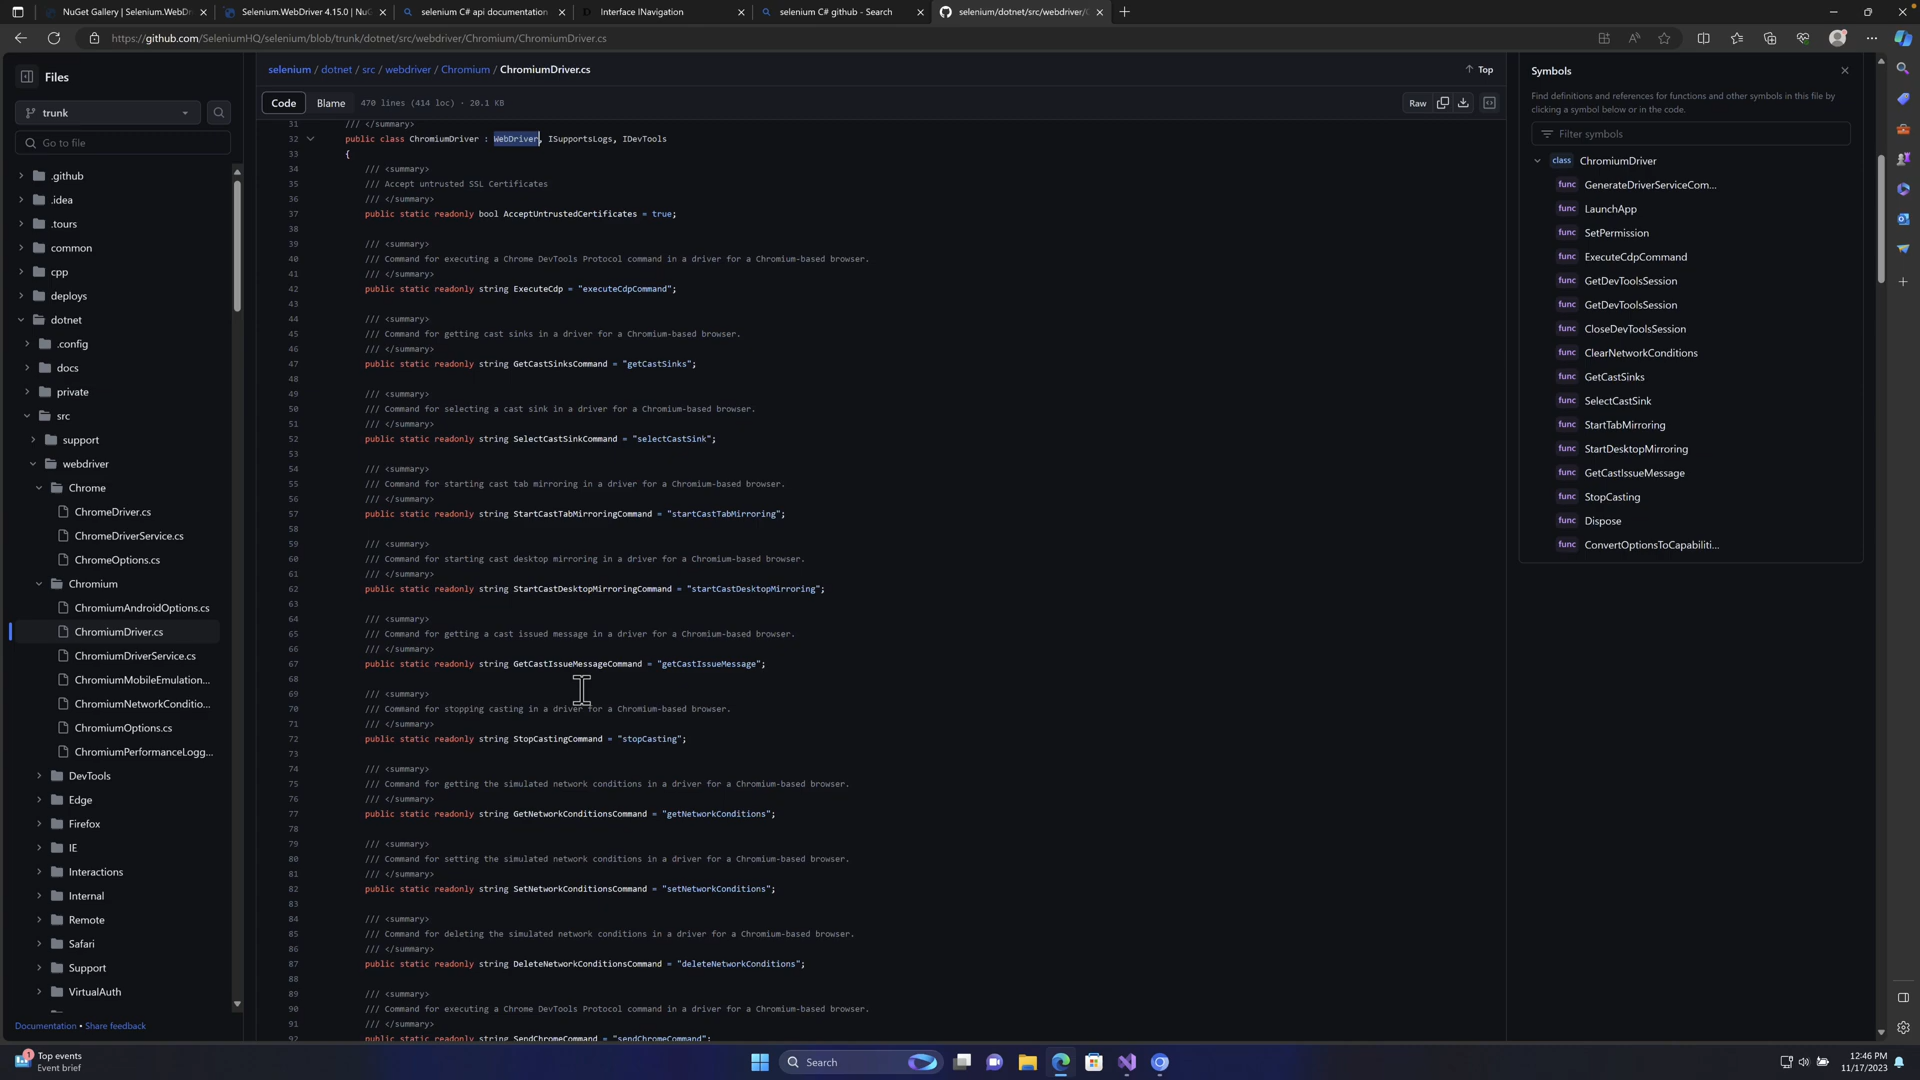 NuGet Gallery | Selenium.WebDri
Selenium.WebDriver 4.15.0 | NuG
selenium C# api documentation
Interface INavigation
selenium C# github - Search
selenium/dotnet/src/webdriver/C
https://github.com/SeleniumHQ/selenium/blob/trunk/dotnet/src/webdriver/Chromium/ChromiumDriver.cs
Files
trunk
Go to file
.github
.idea
.tours
common
cpp
deploys
dotnet
.config
docs
private
src
support
webdriver
Chrome
ChromeDriver.cs
ChromeDriverService.cs
ChromeOptions.cs
Chromium
ChromiumAndroidOptions.cs
ChromiumDriver.cs
ChromiumDriverService.cs
ChromiumMobileEmulation...
ChromiumNetworkConditio...
ChromiumOptions.cs
ChromiumPerformanceLogg...
DevTools
Edge
Firefox
IE
Interactions
Internal
Remote
Safari
Support
VirtualAuth
Documentation • Share feedback
selenium / dotnet / src / webdriver / Chromium / ChromiumDriver.cs
Top
Code Blame 470 lines (414 loc) · 20.1 KB
Raw
31 /// </summary>
32 public class ChromiumDriver : WebDriver, ISupportsLogs, IDevTools
33 {
34 /// <summary>
35 /// Accept untrusted SSL Certificates
36 /// </summary>
37 public static readonly bool AcceptUntrustedCertificates = true;
38
39 /// <summary>
40 /// Command for executing a Chrome DevTools Protocol command in a driver for a Chromium-based browser.
41 /// </summary>
42 public static readonly string ExecuteCdp = "executeCdpCommand";
43
44 /// <summary>
45 /// Command for getting cast sinks in a driver for a Chromium-based browser.
46 /// </summary>
47 public static readonly string GetCastSinksCommand = "getCastSinks";
48
49 /// <summary>
50 /// Command for selecting a cast sink in a driver for a Chromium-based browser.
51 /// </summary>
52 public static readonly string SelectCastSinkCommand = "selectCastSink";
53
54 /// <summary>
55 /// Command for starting cast tab mirroring in a driver for a Chromium-based browser.
56 /// </summary>
57 public static readonly string StartCastTabMirroringCommand = "startCastTabMirroring";
58
59 /// <summary>
60 /// Command for starting cast desktop mirroring in a driver for a Chromium-based browser.
61 /// </summary>
62 public static readonly string StartCastDesktopMirroringCommand = "startCastDesktopMirroring";
63
64 /// <summary>
65 /// Command for getting a cast issued message in a driver for a Chromium-based browser.
66 /// </summary>
67 public static readonly string GetCastIssueMessageCommand = "getCastIssueMessage";
68
69 /// <summary>
70 /// Command for stopping casting in a driver for a Chromium-based browser.
71 /// </summary>
72 public static readonly string StopCastingCommand = "stopCasting";
73
74 /// <summary>
75 /// Command for getting the simulated network conditions in a driver for a Chromium-based browser.
76 /// </summary>
77 public static readonly string GetNetworkConditionsCommand = "getNetworkConditions";
78
79 /// <summary>
80 /// Command for setting the simulated network conditions in a driver for a Chromium-based browser.
81 /// </summary>
82 public static readonly string SetNetworkConditionsCommand = "setNetworkConditions";
83
84 /// <summary>
85 /// Command for deleting the simulated network conditions in a driver for a Chromium-based browser.
86 /// </summary>
87 public static readonly string DeleteNetworkConditionsCommand = "deleteNetworkConditions";
88
89 /// <summary>
90 /// Command for executing a Chrome DevTools Protocol command in a driver for a Chromium-based browser.
91 /// </summary>
92 public static readonly string SendChromeCommand = "sendChromeCommand";
Symbols
Find definitions and references for functions and other symbols in this file by
clicking a symbol below or in the code.
Filter symbols
class ChromiumDriver
func GenerateDriverServiceCom...
func LaunchApp
func SetPermission
func ExecuteCdpCommand
func GetDevToolsSession
func GetDevToolsSession
func CloseDevToolsSession
func ClearNetworkConditions
func GetCastSinks
func SelectCastSink
func StartTabMirroring
func StartDesktopMirroring
func GetCastIssueMessage
func StopCasting
func Dispose
func ConvertOptionsToCapabiliti...
1
Top events
Event brief
Search
12:46 PM
11/17/2023